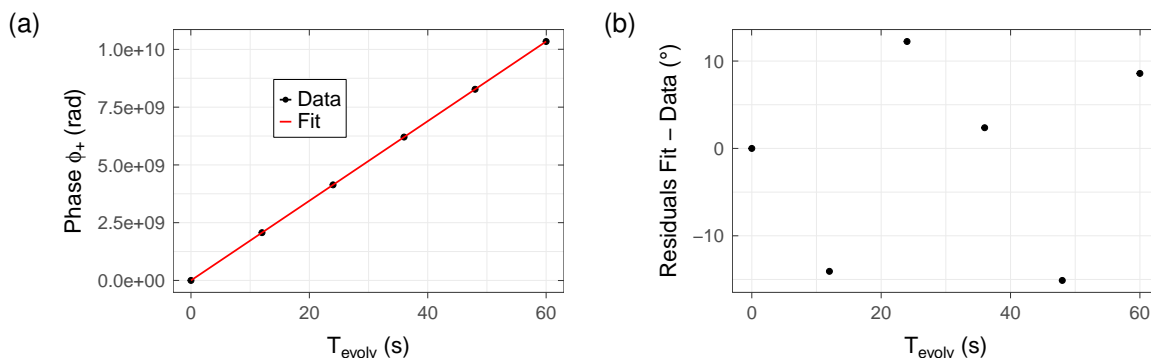 (a)
Phase ϕ+ (rad)
1.0e+10
7.5e+09
5.0e+09
2.5e+09
0.0e+00
Data
Fit
0
20
40
60
Tevolv (s)
(b)
Residuals Fit − Data (°)
10
0
−10
0
20
40
60
Tevolv (s)